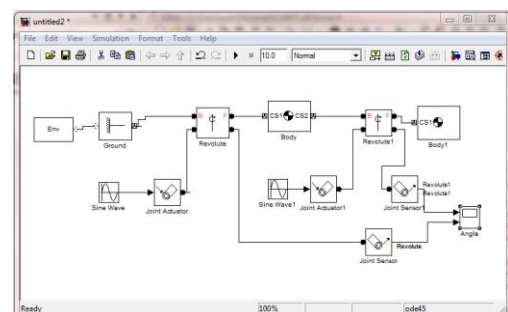 untitled2 *
File Edit View Simulation Format Tools Help
10.0 Normal
Env
Ground
B F
Revolute
CS1 CS2
Body
B F
Revolute1
CS1
Body1
Sine Wave
Joint Actuator
Sine Wave1
Joint Actuator1
Joint Sensor1
Revolute1
Revolute1
Angle
Joint Sensor
Revolute
Ready 100% ode45